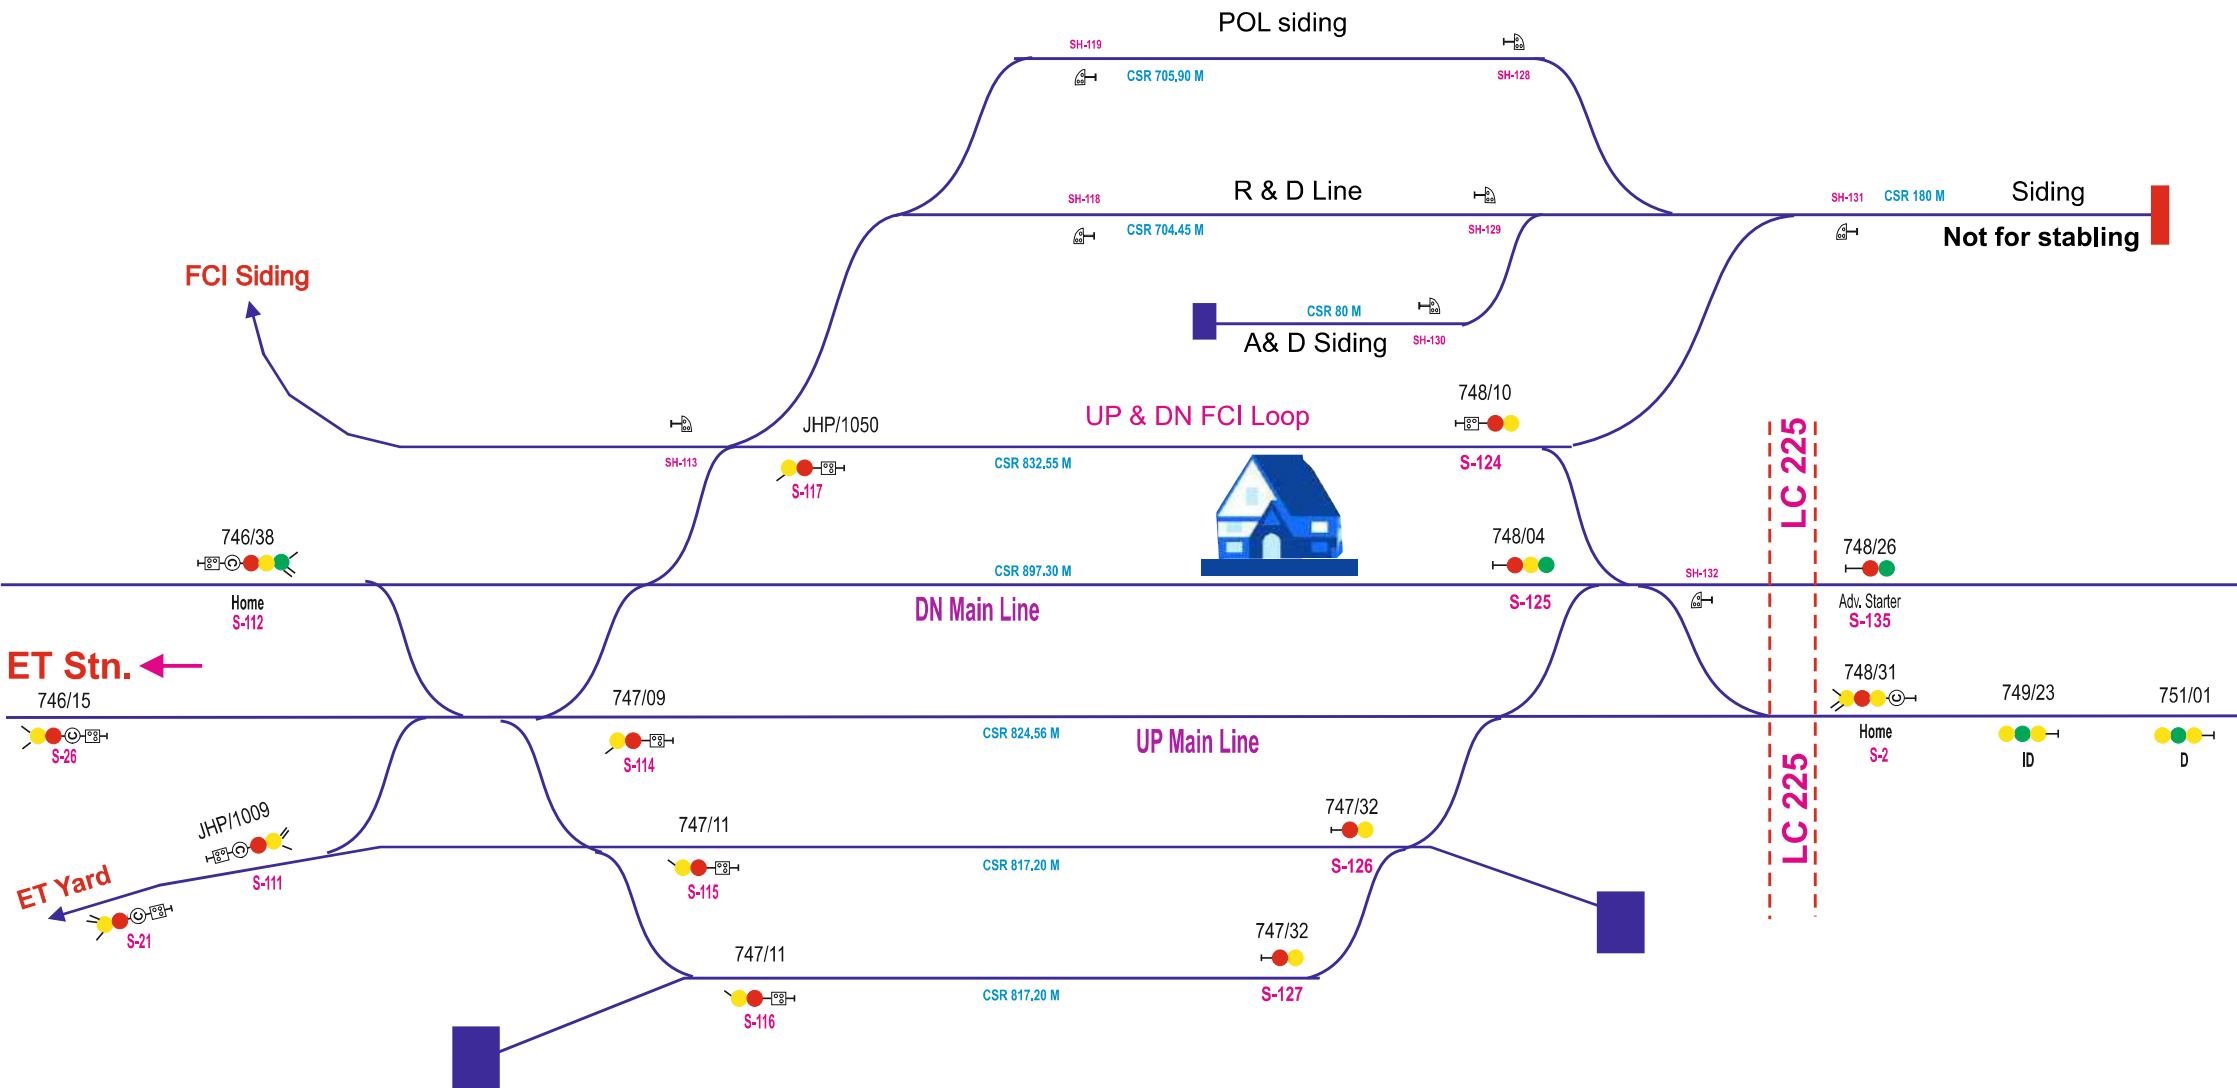 POL siding
SH-119
CSR 705.90 M
SH-128
R & D Line
SH-118
CSR 704.45 M
SH-129
SH-131
CSR 180 M
Siding
Not for stabling
FCI Siding
CSR 80 M
A& D Siding
SH-130
748/10
JHP/1050
UP & DN FCI Loop
SH-113
S-117
CSR 832.55 M
S-124
LC 225
746/38
C
Home
S-112
CSR 897.30 M
DN Main Line
748/04
S-125
SH-132
748/26
Adv. Starter
S-135
ET Stn.
746/15
C
S-26
747/09
S-114
CSR 824.56 M
UP Main Line
748/31
C
Home
S-2
749/23
ID
751/01
D
LC 225
JHP/1009
C
S-111
ET Yard
C
S-21
747/11
S-115
CSR 817.20 M
747/32
S-126
747/11
S-116
CSR 817.20 M
747/32
S-127